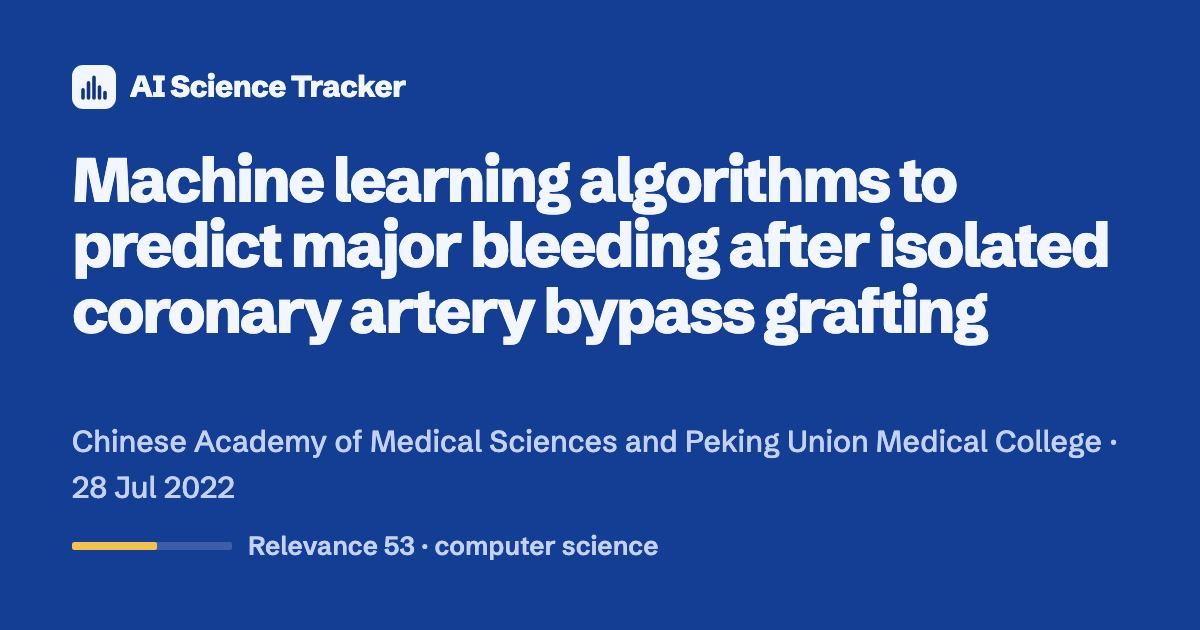 AI Science Tracker
Machine learning algorithms to
predict major bleeding after isolated
coronary artery bypass grafting
Chinese Academy of Medical Sciences and Peking Union Medical College ·
28 Jul 2022
Relevance 53 · computer science